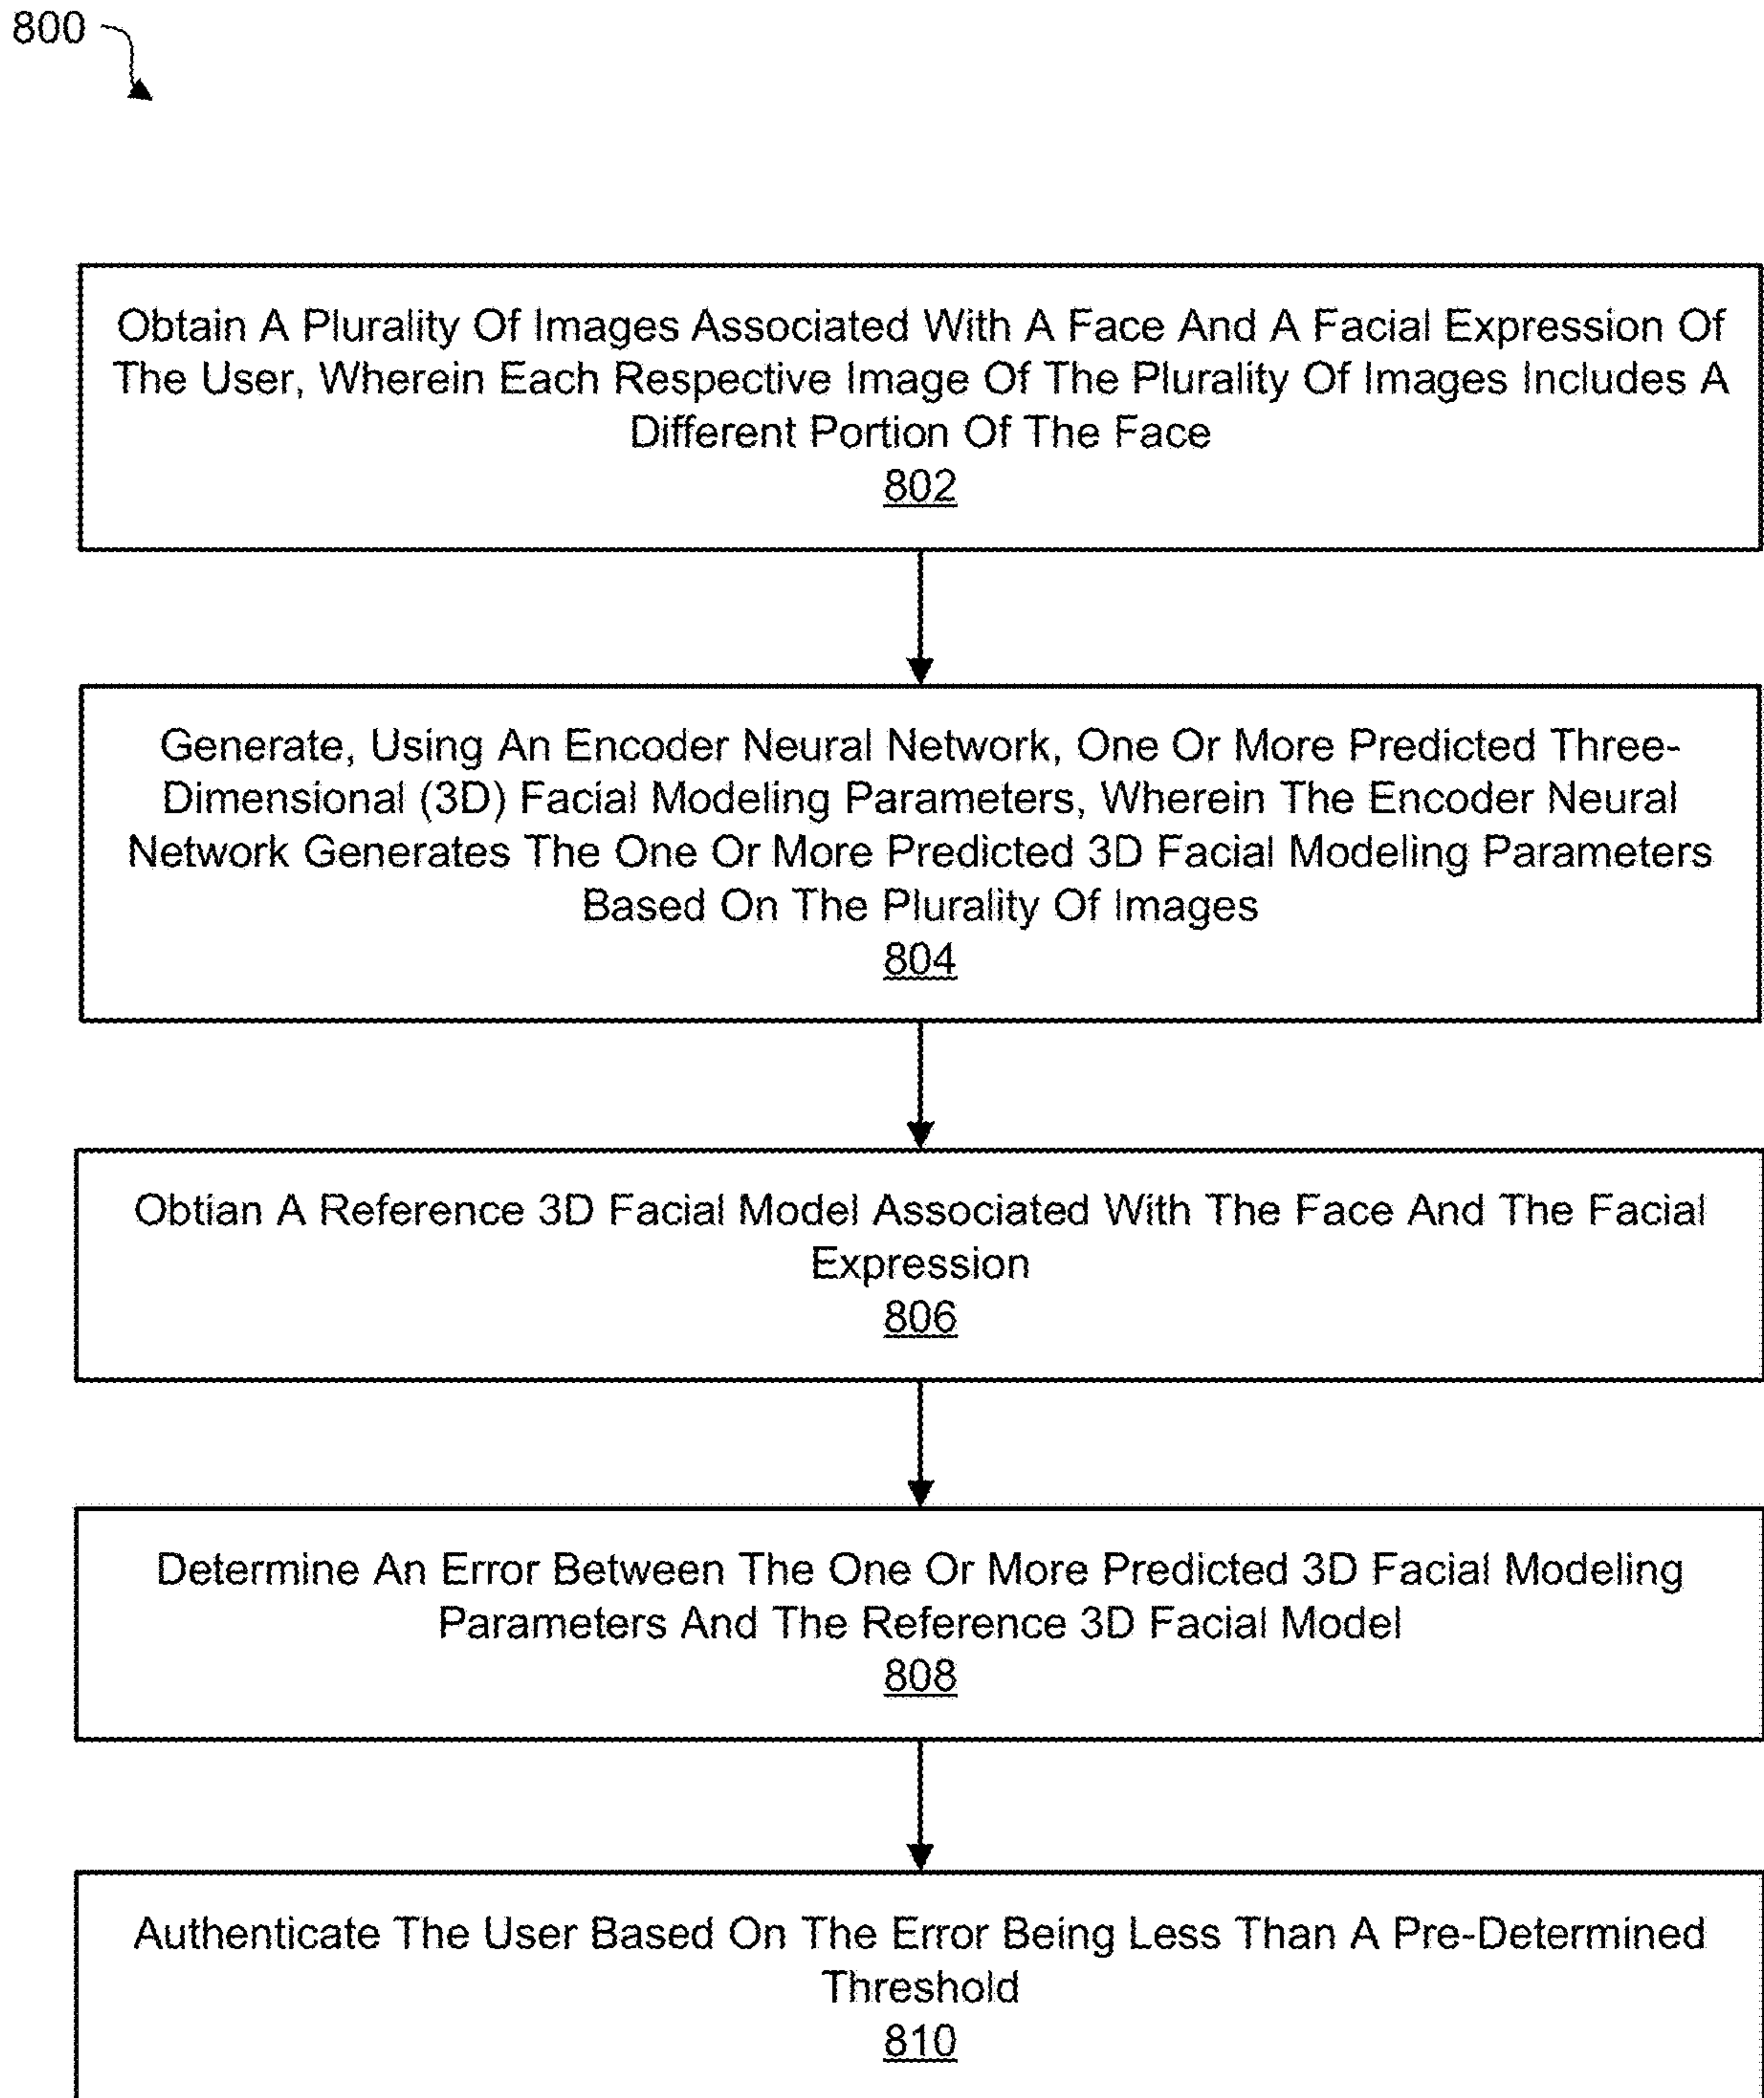 800
Obtain A Plurality Of Images Associated With A Face And A Facial Expression Of
The User, Wherein Each Respective Image Of The Plurality Of Images Includes A
Different Portion Of The Face
802
Generate, Using An Encoder Neural Network, One Or More Predicted Three-
Dimensional (3D) Facial Modeling Parameters, Wherein The Encoder Neural
Network Generates The One Or More Predicted 3D Facial Modeling Parameters
Based On The Plurality Of Images
804
Obtian A Reference 3D Facial Model Associated With The Face And The Facial
Expression
806
Determine An Error Between The One Or More Predicted 3D Facial Modeling
Parameters And The Reference 3D Facial Model
808
Authenticate The User Based On The Error Being Less Than A Pre-Determined
Threshold
810